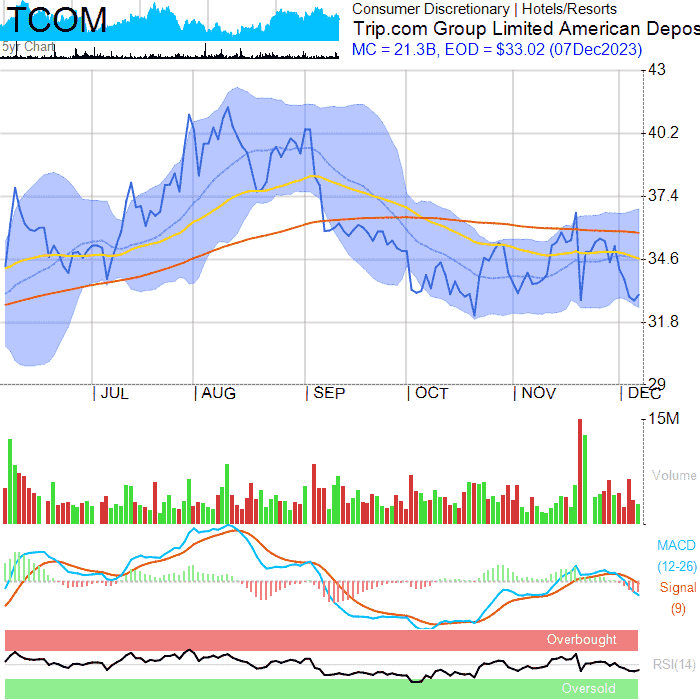 TCOM
5yr Chart
Consumer Discretionary | Hotels/Resorts
Trip.com Group Limited American Depos
MC = 21.3B, EOD = $33.02 (07Dec2023)
43
40.2
37.4
34.6
31.8
29
JUL AUG SEP OCT NOV DEC
15M
Volume
MACD
(12-26)
Signal
(9)
Overbought
RSI(14)
Oversold